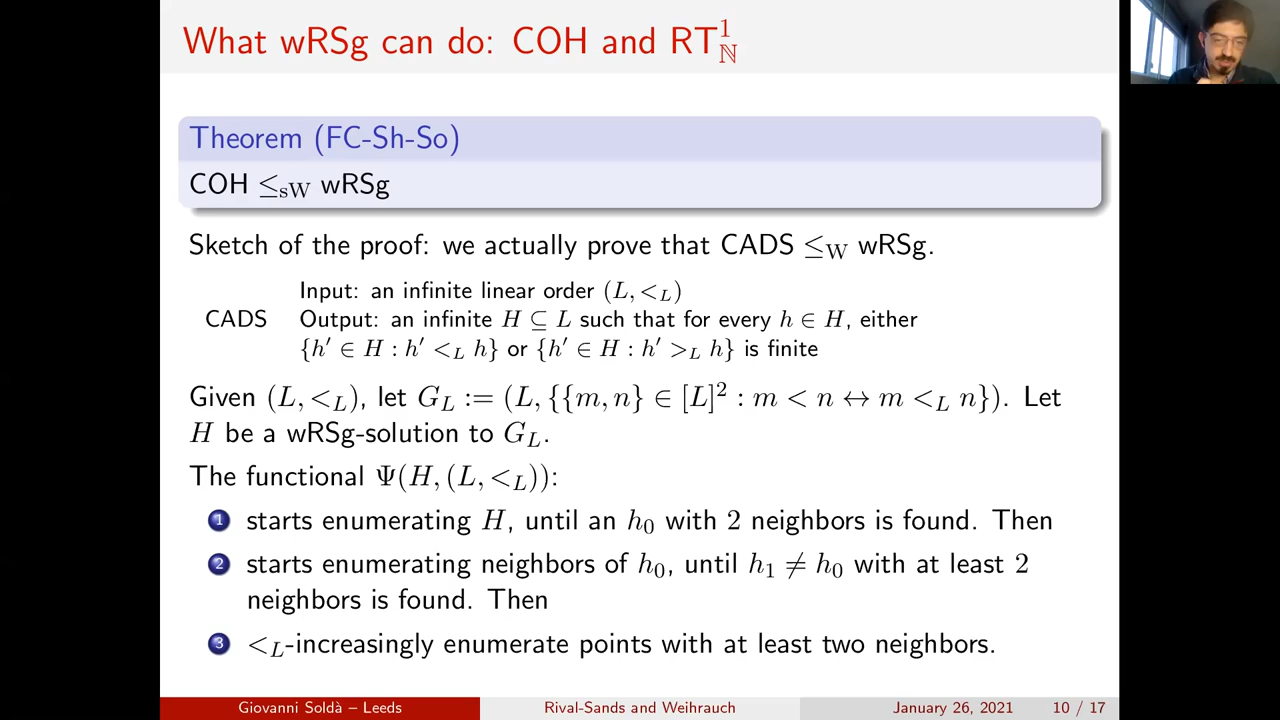 What wRSg can do: COH and RT¹_ℕ
Theorem (FC-Sh-So)
COH ≤_sW wRSg
Sketch of the proof: we actually prove that CADS ≤_W wRSg.
Input: an infinite linear order (L, <_L)
CADS Output: an infinite H ⊆ L such that for every h ∈ H, either
{h′ ∈ H : h′ <_L h} or {h′ ∈ H : h′ >_L h} is finite
Given (L, <_L), let G_L := (L, {{m, n} ∈ [L]² : m < n ↔ m <_L n}). Let
H be a wRSg-solution to G_L.
The functional Ψ(H, (L, <_L)):
1 starts enumerating H, until an h₀ with 2 neighbors is found. Then
2 starts enumerating neighbors of h₀, until h₁ ≠ h₀ with at least 2
neighbors is found. Then
3 <_L-increasingly enumerate points with at least two neighbors.
Giovanni Soldà – Leeds Rival-Sands and Weihrauch January 26, 2021 10 / 17